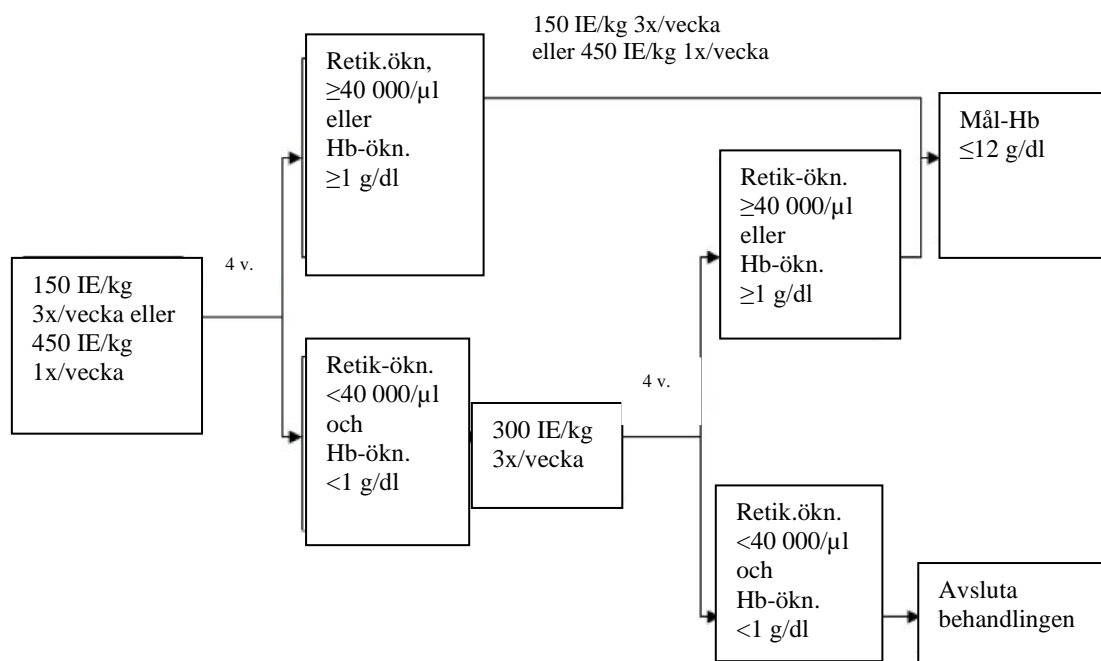 150 IE/kg
3x/vecka eller
450 IE/kg
1x/vecka
4 v.
Retik.ökn,
≥40 000/µl
eller
Hb-ökn.
≥1 g/dl
150 IE/kg 3x/vecka
eller 450 IE/kg 1x/vecka
Retik-ökn.
<40 000/µl
och
Hb-ökn.
<1 g/dl
300 IE/kg
3x/vecka
4 v.
Retik-ökn.
≥40 000/µl
eller
Hb-ökn.
≥1 g/dl
Mål-Hb
≤12 g/dl
Retik.ökn.
<40 000/µl
och
Hb-ökn.
<1 g/dl
Avsluta
behandlingen